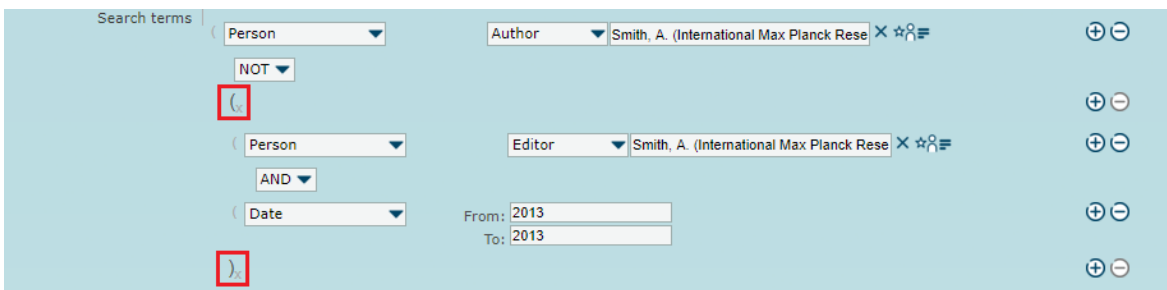 Search terms
( Person Author Smith, A. (International Max Planck Rese
NOT
(x
( Person Editor Smith, A. (International Max Planck Rese
AND
( Date From: 2013
To: 2013
)x